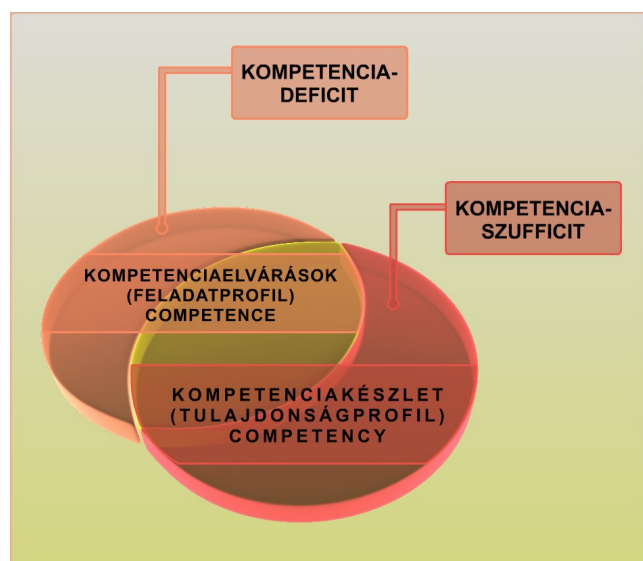 KOMPETENCIA-
DEFICIT
KOMPETENCIA-
SZUFFICIT
KOMPETENCIAELVÁRÁSOK
(FELADATPROFIL)
COMPETENCE
KOMPETENCIAKÉSZLET
(TULAJDONSÁGPROFIL)
COMPETENCY